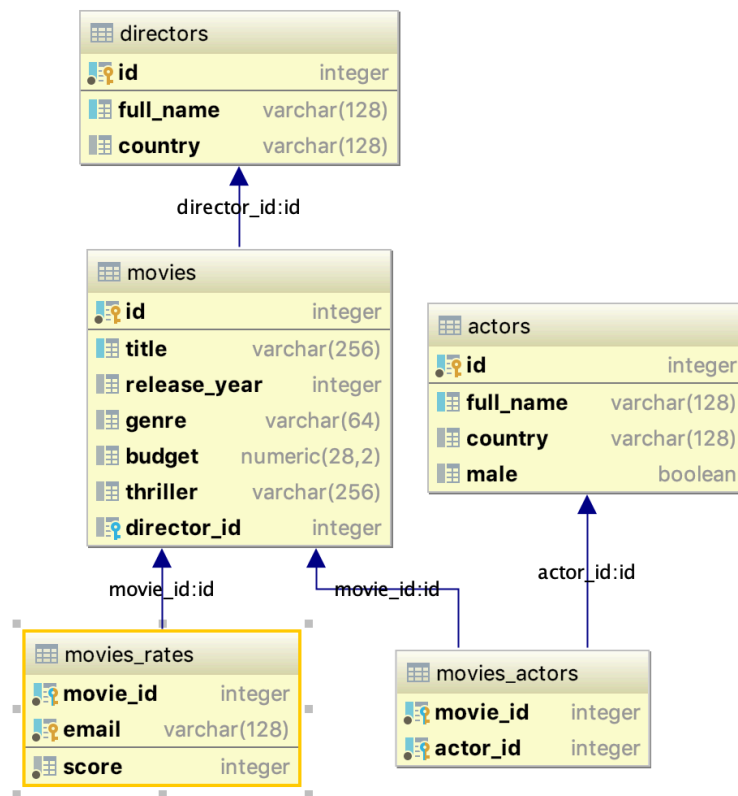 directors
id integer
full_name varchar(128)
country varchar(128)
director_id:id
movies
id integer
title varchar(256)
release_year integer
genre varchar(64)
budget numeric(28,2)
thriller varchar(256)
director_id integer
actors
id integer
full_name varchar(128)
country varchar(128)
male boolean
movie_id:id
movie_id:id
actor_id:id
movies_rates
movie_id integer
email varchar(128)
score integer
movies_actors
movie_id integer
actor_id integer